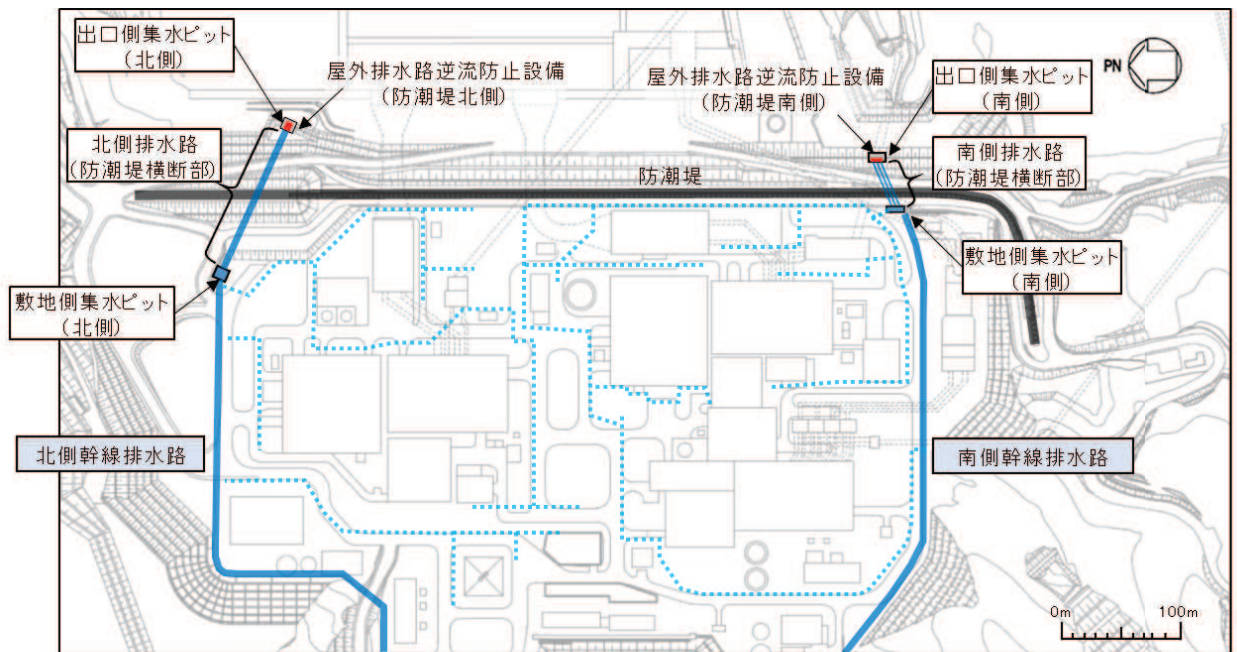 出口側集水ピット
(北側)
屋外排水路逆流防止設備
(防潮堤北側)
屋外排水路逆流防止設備
(防潮堤南側)
出口側集水ピット
(南側)
PN
北側排水路
(防潮堤横断部)
防潮堤
南側排水路
(防潮堤横断部)
敷地側集水ピット
(北側)
敷地側集水ピット
(南側)
北側幹線排水路
南側幹線排水路
0m 100m